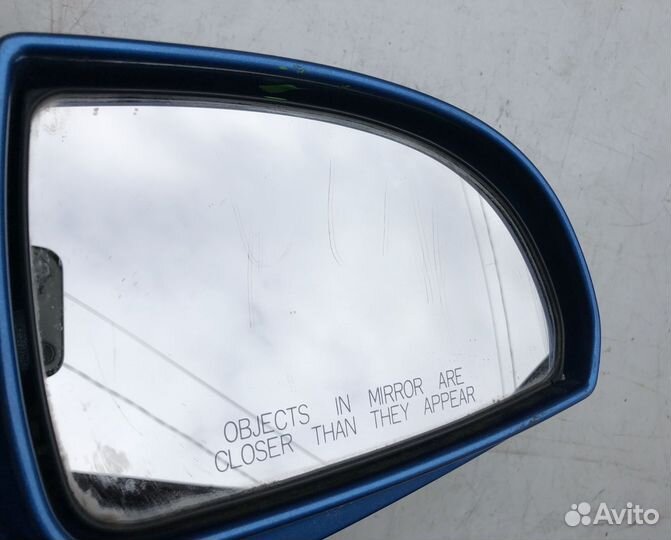 OBJECTS IN MIRROR ARE
CLOSER THAN THEY APPEAR
Avito